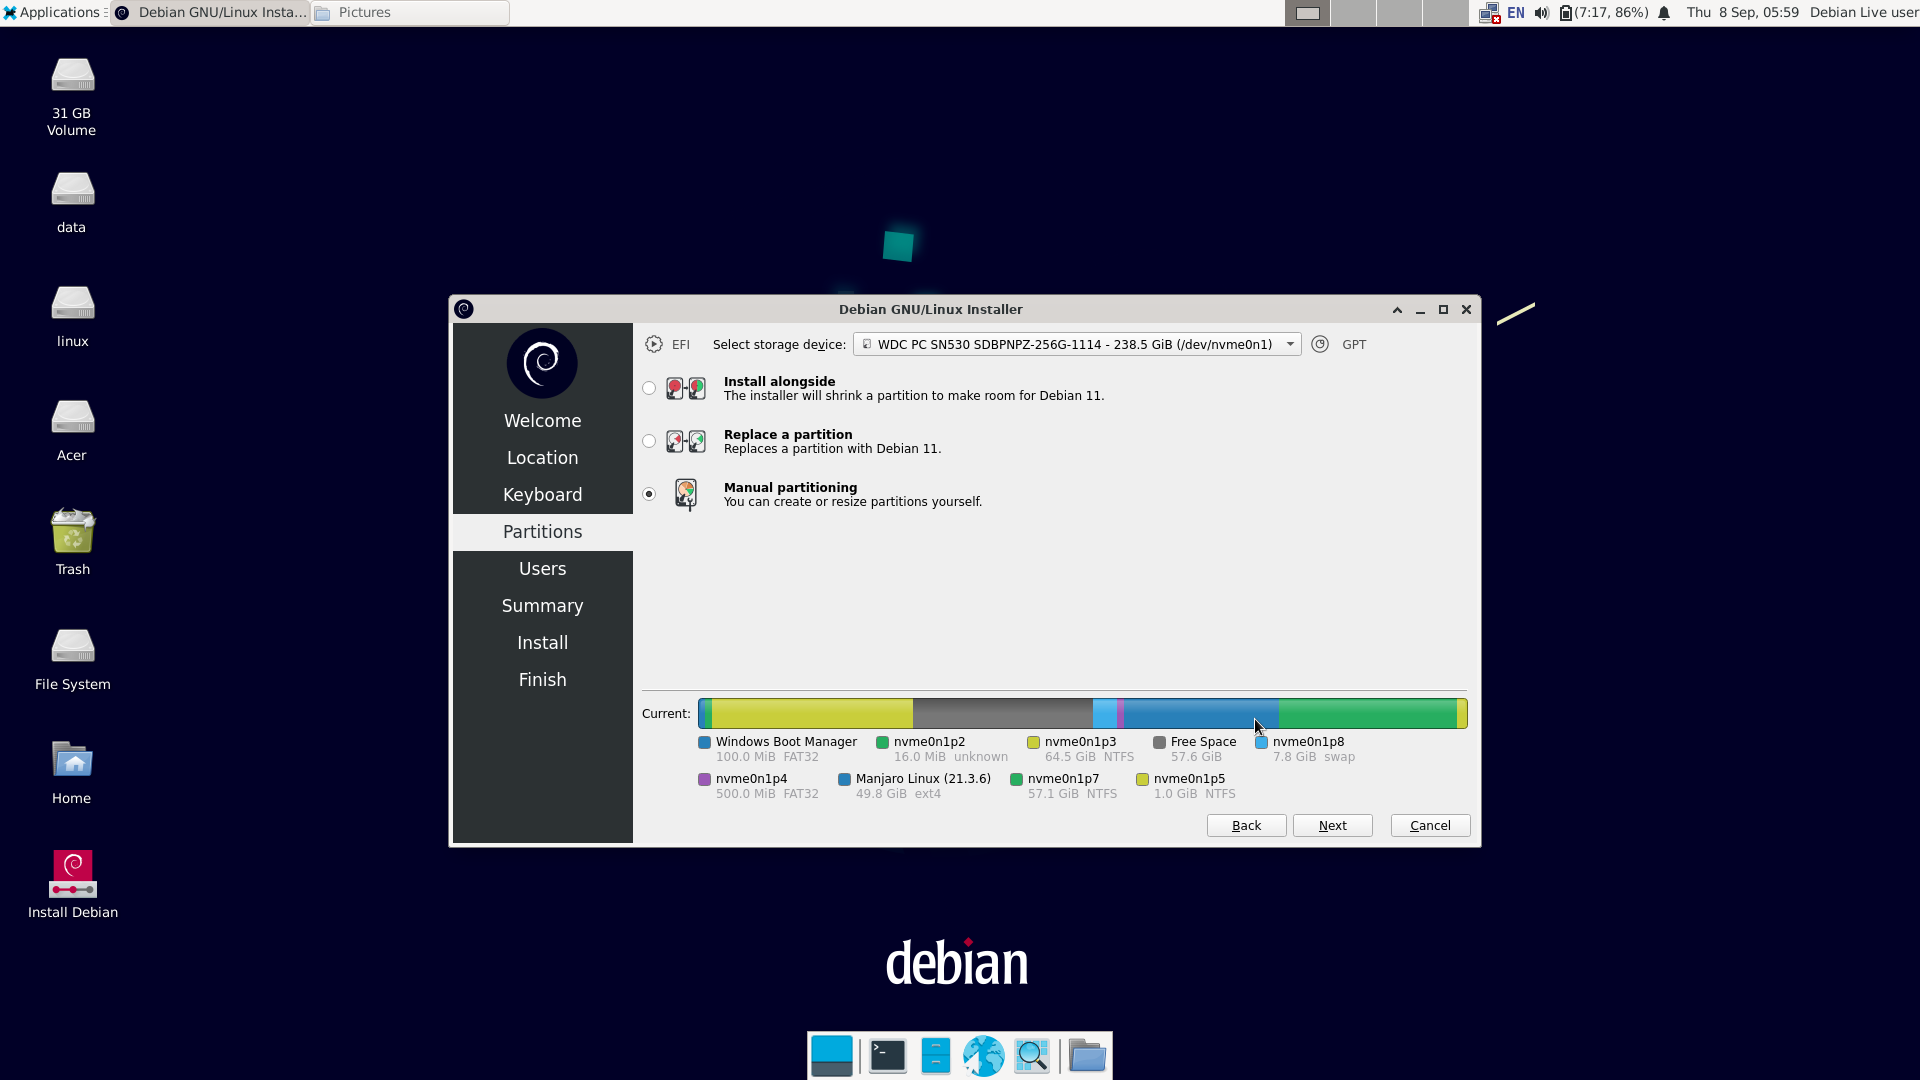 Applications
Debian GNU/Linux Insta...
Pictures
EN
(7:17, 86%)
Thu 8 Sep, 05:59
Debian Live user
31 GB
Volume
data
linux
Acer
Trash
File System
Home
Install Debian
Debian GNU/Linux Installer
Welcome
Location
Keyboard
Partitions
Users
Summary
Install
Finish
EFI
Select storage device:
WDC PC SN530 SDBPNPZ-256G-1114 - 238.5 GiB (/dev/nvme0n1)
GPT
Install alongside
The installer will shrink a partition to make room for Debian 11.
Replace a partition
Replaces a partition with Debian 11.
Manual partitioning
You can create or resize partitions yourself.
Current:
Windows Boot Manager
100.0 MiB FAT32
nvme0n1p2
16.0 MiB unknown
nvme0n1p3
64.5 GiB NTFS
Free Space
57.6 GiB
nvme0n1p8
7.8 GiB swap
nvme0n1p4
500.0 MiB FAT32
Manjaro Linux (21.3.6)
49.8 GiB ext4
nvme0n1p7
57.1 GiB NTFS
nvme0n1p5
1.0 GiB NTFS
Back
Next
Cancel
debian